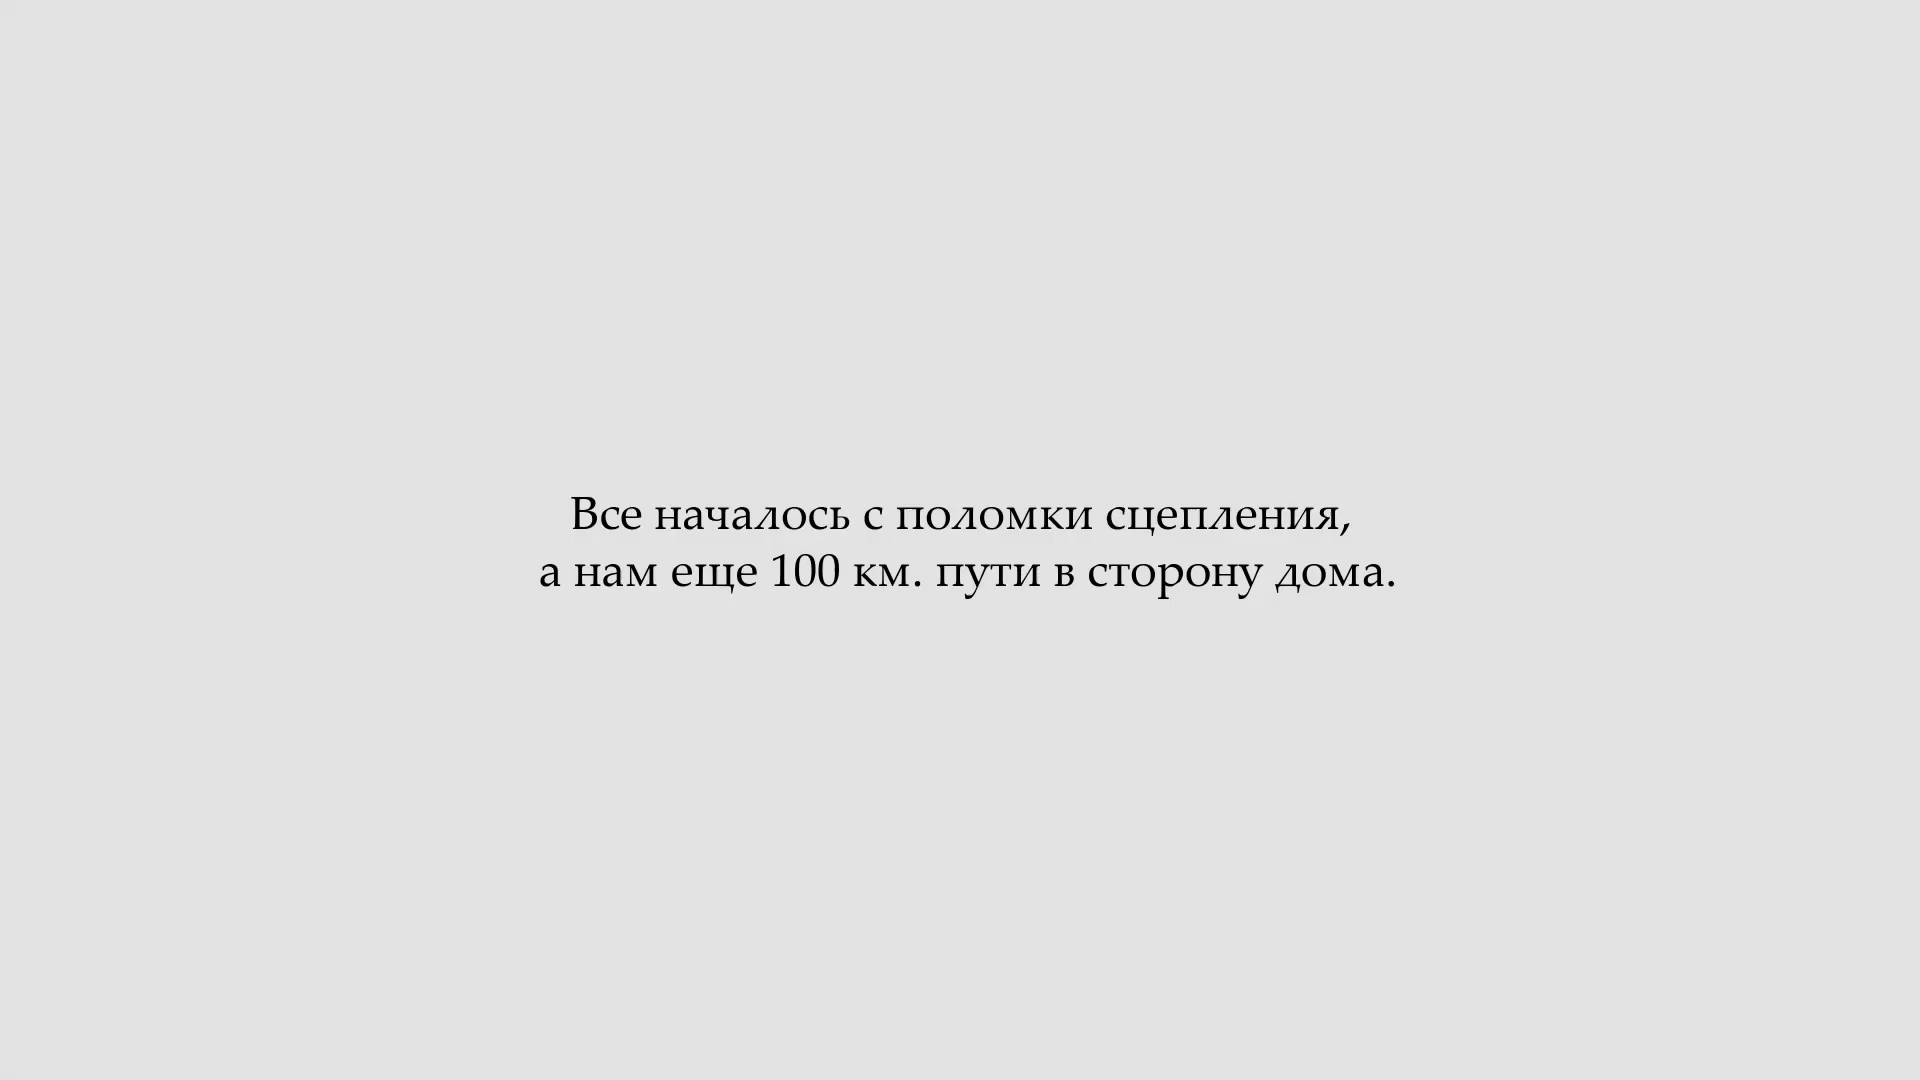 Все началось с поломки сцепления,
а нам еще 100 км. пути в сторону дома.